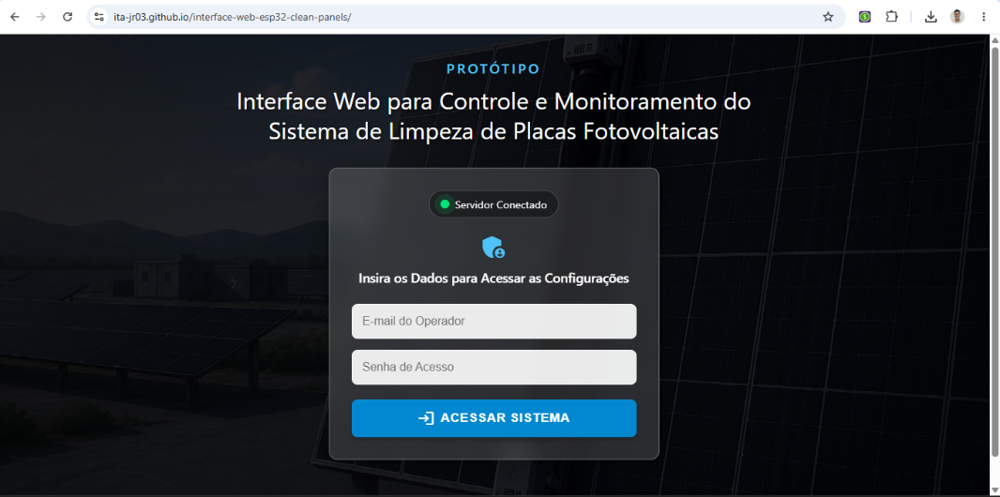 ita-jr03.github.io/interface-web-esp32-clean-panels/
PROTÓTIPO
Interface Web para Controle e Monitoramento do
Sistema de Limpeza de Placas Fotovoltaicas
Servidor Conectado
Insira os Dados para Acessar as Configurações
E-mail do Operador
Senha de Acesso
ACESSAR SISTEMA